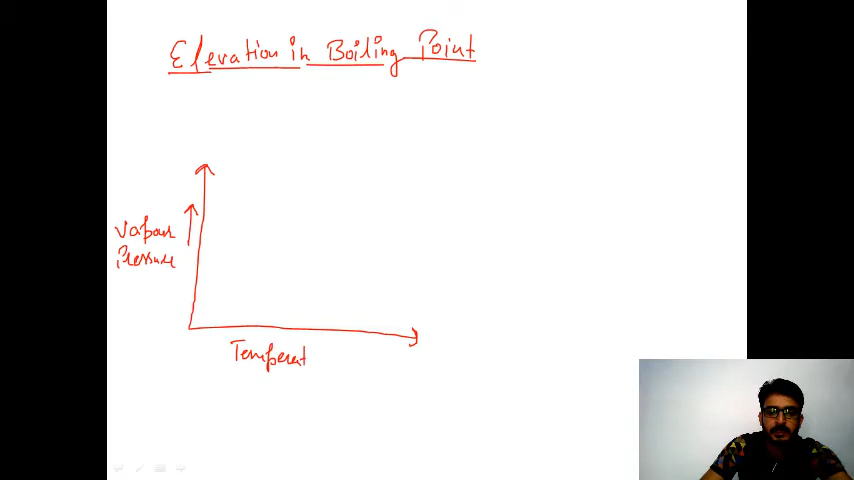 Elevation in Boiling Point
Vapour
Pressure
Temperat